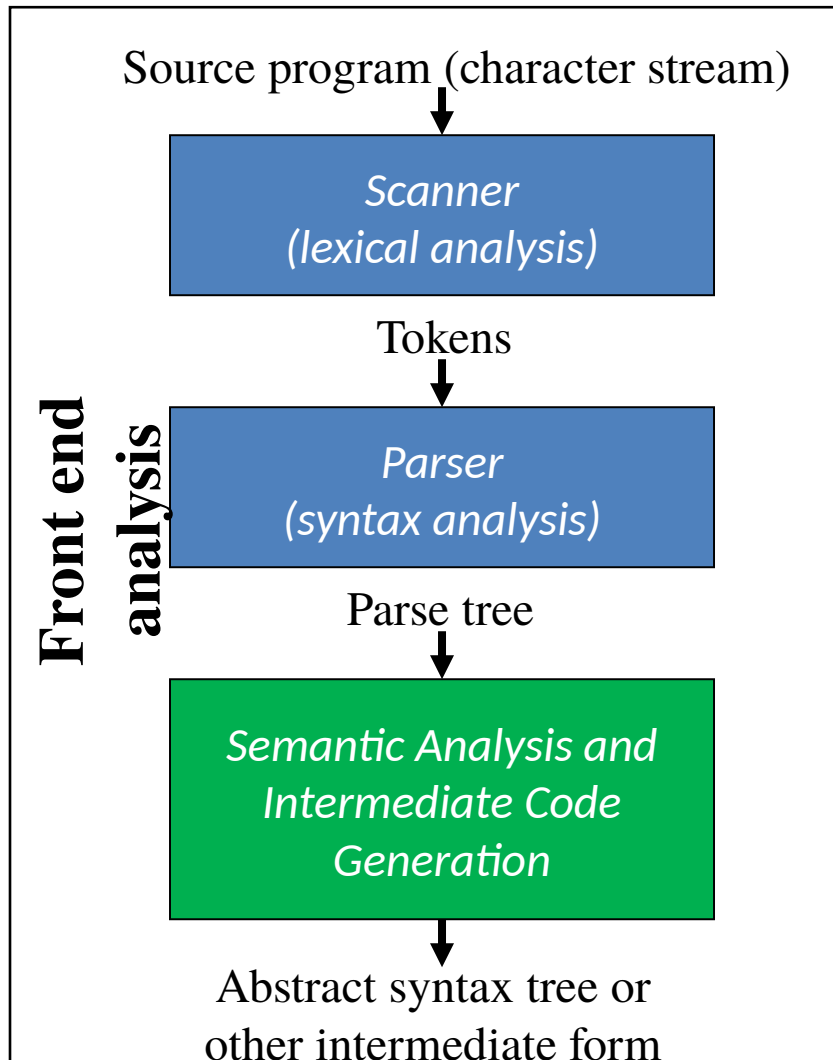 Source program (character stream)
Scanner
(lexical analysis)
Tokens
Front end
analysis
Parser
(syntax analysis)
Parse tree
Semantic Analysis and
Intermediate Code
Generation
Abstract syntax tree or
other intermediate form